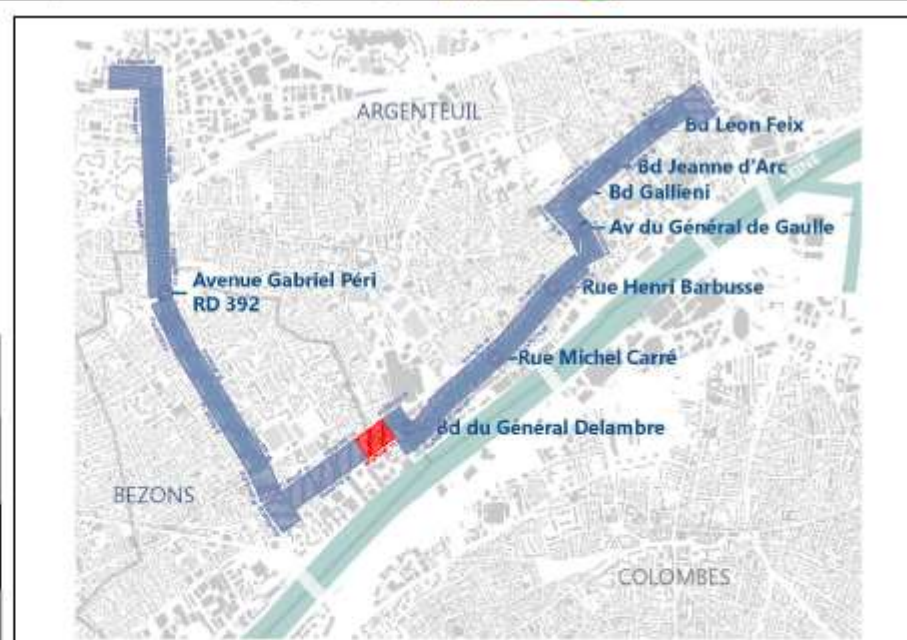 ARGENTEUIL
Bd Léon Feix
Bd Jeanne d'Arc
Bd Gallieni
Av du Général de Gaulle
Avenue Gabriel Péri
RD 392
Rue Henri Barbusse
Rue Michel Carré
Bd du Général Delambre
BEZONS
COLOMBES